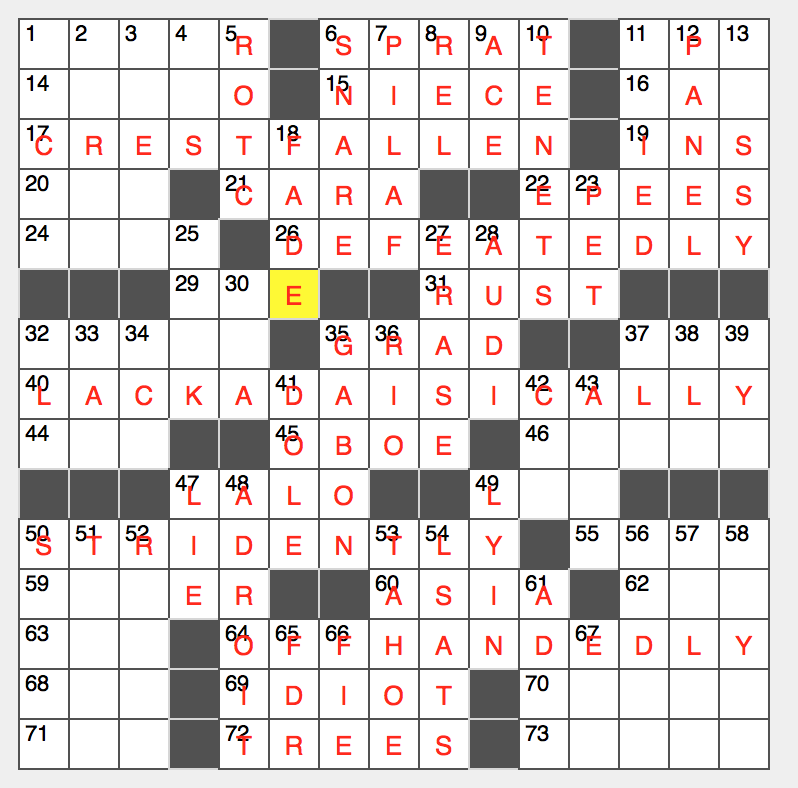 1 2 3 4 5 R 6 S 7 P 8 R 9 A 10 T 11 12 P 13
14 O 15 N I E C E 16 A
17 C R E S T 18 F A L L E N 19 I N S
20 21 C A R A 22 E 23 P E E S
24 25 26 D E F 27 E 28 A T E D L Y
29 30 E 31 R U S T
32 33 34 35 G 36 R A D 37 38 39
40 L A C K A 41 D A I S I 42 C 43 A L L Y
44 45 O B O E 46
47 L 48 A L O 49 L
50 S 51 T 52 R I D E N 53 T 54 L Y 55 56 57 58
59 E R 60 A S I 61 A 62
63 64 O 65 F 66 F H A N D 67 E D L Y
68 69 I D I O T 70
71 72 T R E E S 73